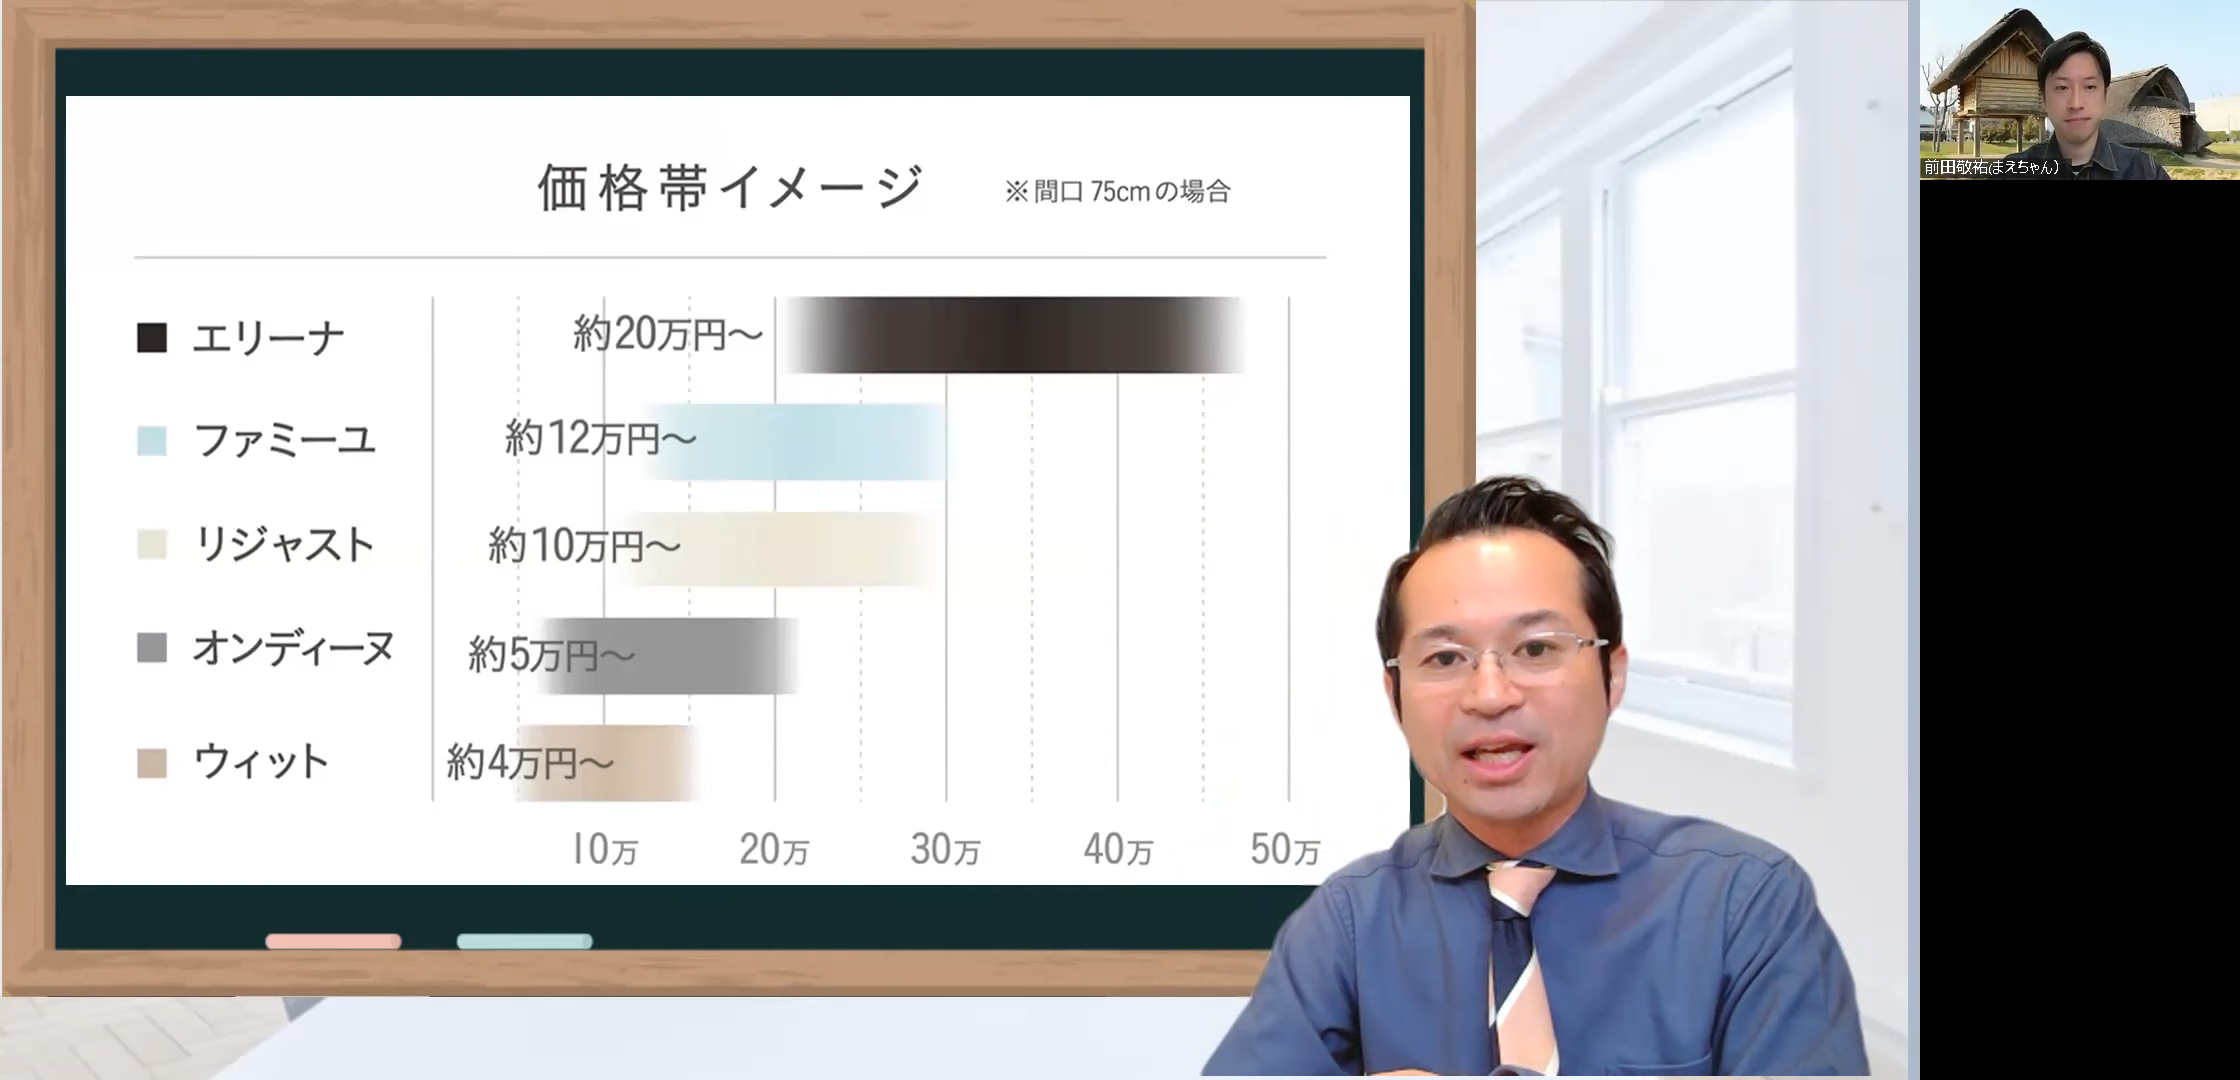 価格帯イメージ ※間口75cmの場合
エリーナ 約20万円～
ファミーユ 約12万円～
リジャスト 約10万円～
オンディーヌ 約5万円～
ウィット 約4万円～
10万 20万 30万 40万 50万
前田敬祐(まえちゃん)